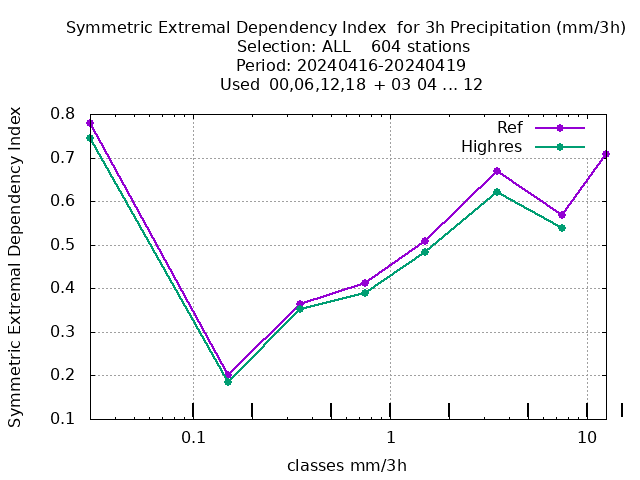 Symmetric Extremal Dependency Index  for 3h Precipitation (mm/3h)
Selection: ALL    604 stations
Period: 20240416-20240419
Used  00,06,12,18  + 03 04 ... 12
Symmetric Extremal Dependency Index
0.8
0.7
0.6
0.5
0.4
0.3
0.2
0.1
Ref
Highres
0.1 1 10
classes mm/3h